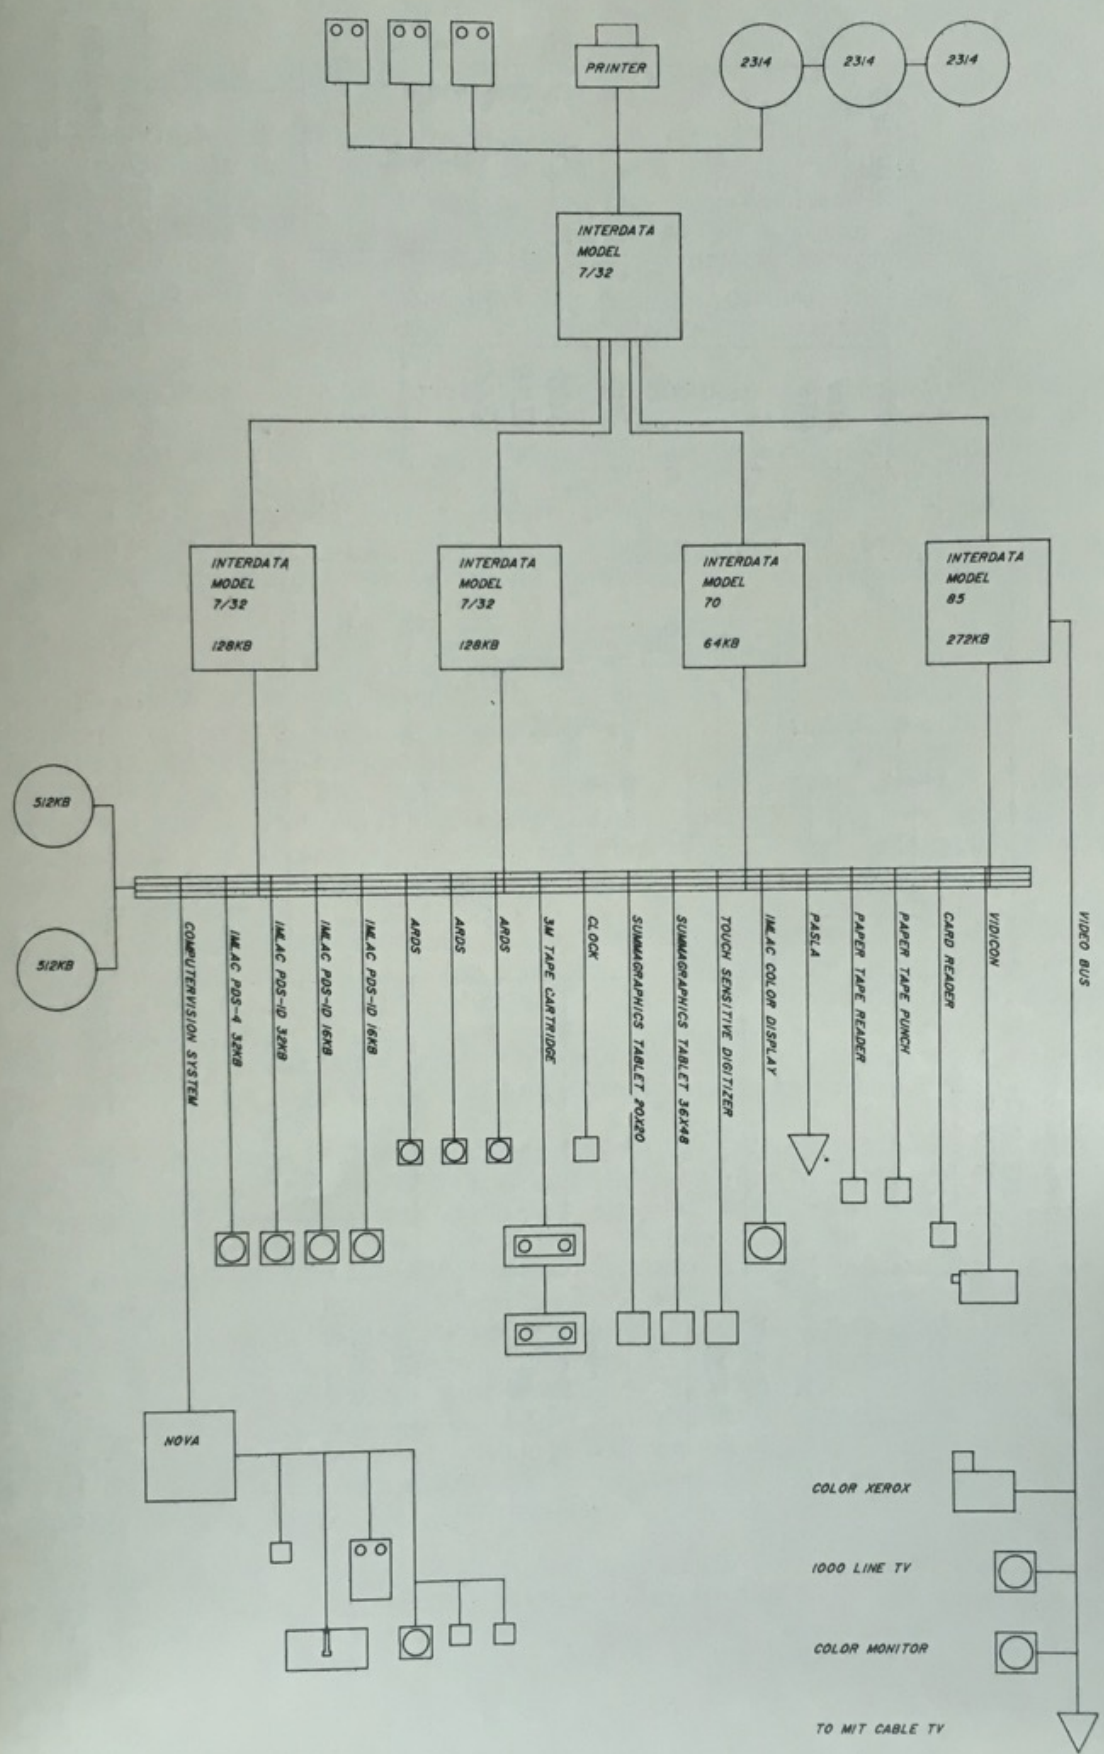 PRINTER
2314
2314
2314
INTERDATA
MODEL
7/32
INTERDATA
MODEL
7/32
128KB
INTERDATA
MODEL
7/32
128KB
INTERDATA
MODEL
70
64KB
INTERDATA
MODEL
85
272KB
512KB
512KB
COMPUTERVISION SYSTEM
IMLAC PDS-4 32KB
IMLAC PDS-1D 32KB
IMLAC PDS-1D 16KB
IMLAC PDS-1D 16KB
ARDS
ARDS
ARDS
3M TAPE CARTRIDGE
CLOCK
SUMMAGRAPHICS TABLET 20X20
SUMMAGRAPHICS TABLET 36X48
TOUCH SENSITIVE DIGITIZER
IMLAC COLOR DISPLAY
PASLA
PAPER TAPE READER
PAPER TAPE PUNCH
CARD READER
VIDICON
VIDEO BUS
NOVA
COLOR XEROX
1000 LINE TV
COLOR MONITOR
TO MIT CABLE TV